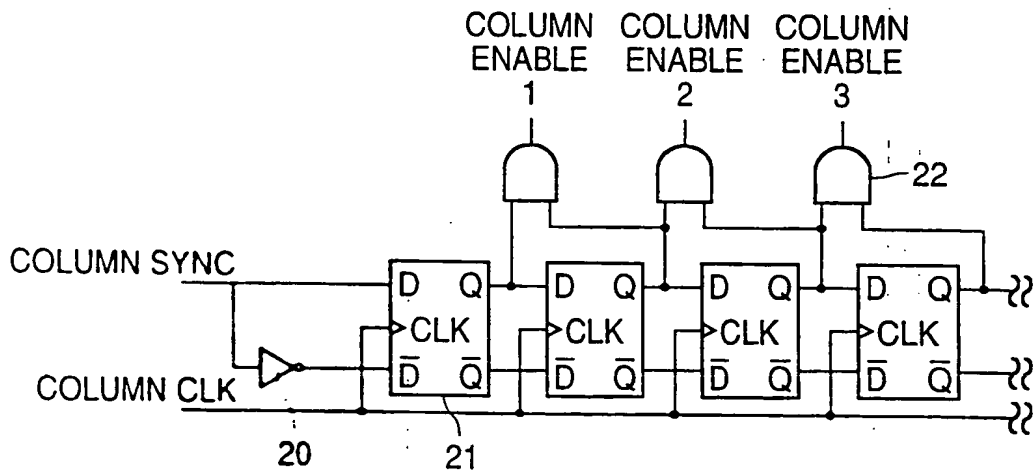 COLUMN ENABLE 1
COLUMN ENABLE 2
COLUMN ENABLE 3
22
COLUMN SYNC
D Q D Q D Q D Q
CLK CLK CLK CLK
D̅ Q̅ D̅ Q̅ D̅ Q̅ D̅ Q̅
COLUMN CLK
20
21